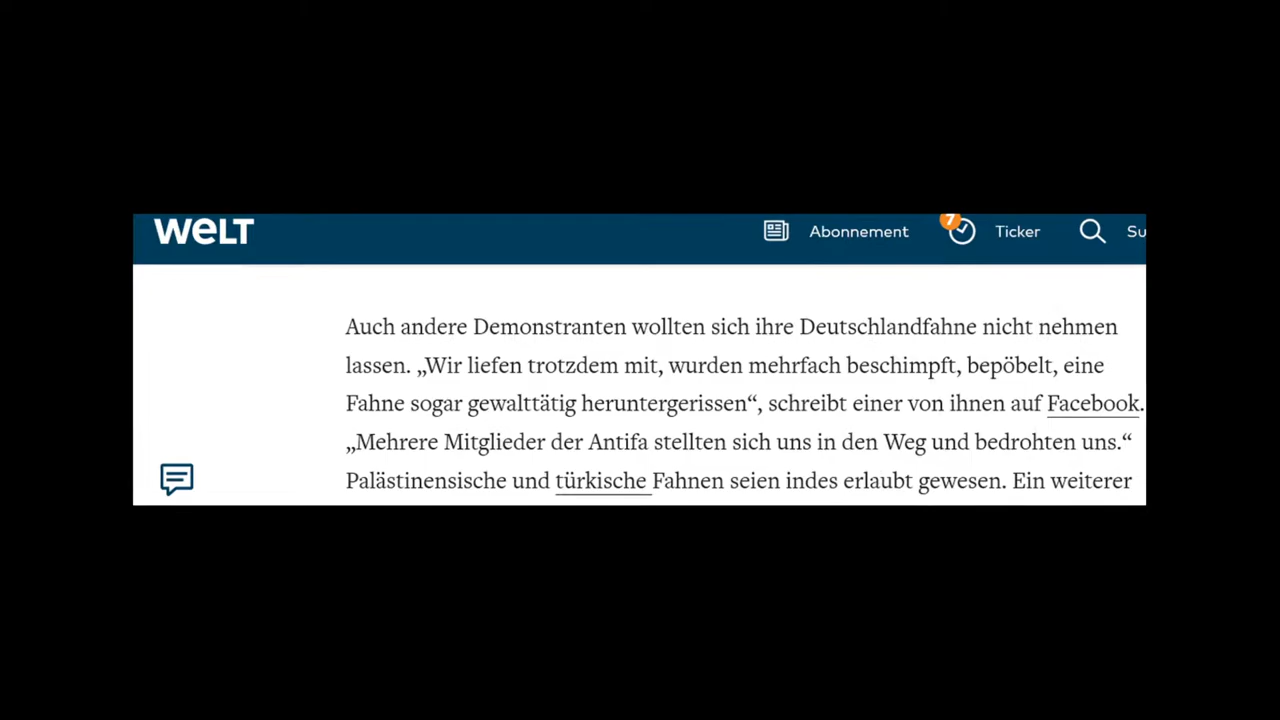 WELT
Abonnement
7
Ticker
Su
Auch andere Demonstranten wollten sich ihre Deutschlandfahne nicht nehmen
lassen. „Wir liefen trotzdem mit, wurden mehrfach beschimpft, bepöbelt, eine
Fahne sogar gewalttätig heruntergerissen“, schreibt einer von ihnen auf Facebook.
„Mehrere Mitglieder der Antifa stellten sich uns in den Weg und bedrohten uns.“
Palästinensische und türkische Fahnen seien indes erlaubt gewesen. Ein weiterer